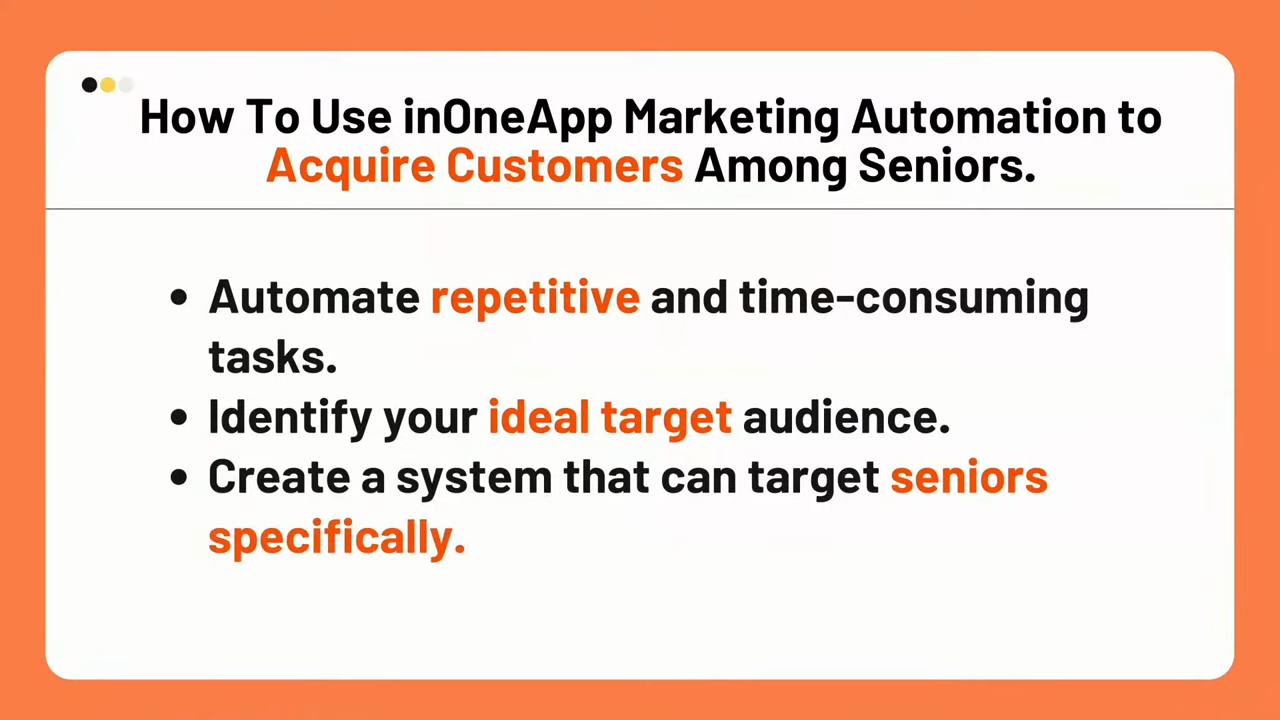 How To Use inOneApp Marketing Automation to
Acquire Customers Among Seniors.
• Automate repetitive and time-consuming
tasks.
• Identify your ideal target audience.
• Create a system that can target seniors
specifically.